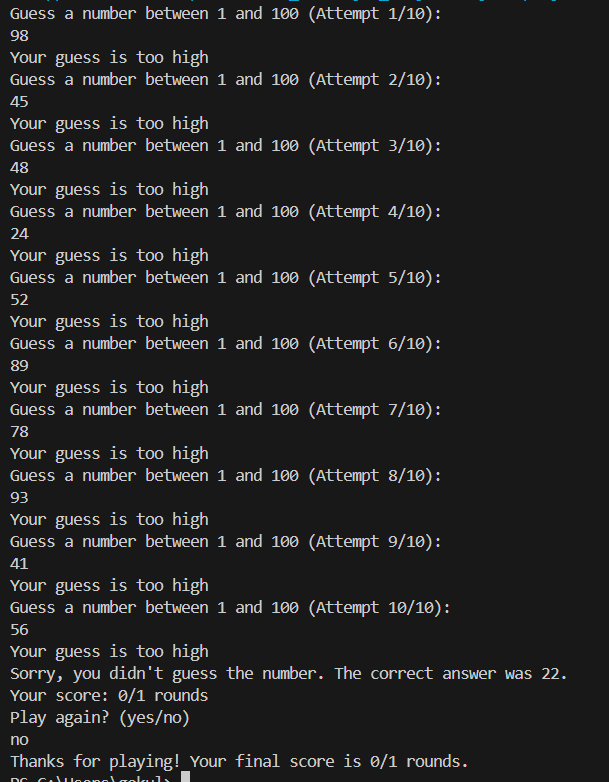 Guess a number between 1 and 100 (Attempt 1/10):
98
Your guess is too high
Guess a number between 1 and 100 (Attempt 2/10):
45
Your guess is too high
Guess a number between 1 and 100 (Attempt 3/10):
48
Your guess is too high
Guess a number between 1 and 100 (Attempt 4/10):
24
Your guess is too high
Guess a number between 1 and 100 (Attempt 5/10):
52
Your guess is too high
Guess a number between 1 and 100 (Attempt 6/10):
89
Your guess is too high
Guess a number between 1 and 100 (Attempt 7/10):
78
Your guess is too high
Guess a number between 1 and 100 (Attempt 8/10):
93
Your guess is too high
Guess a number between 1 and 100 (Attempt 9/10):
41
Your guess is too high
Guess a number between 1 and 100 (Attempt 10/10):
56
Your guess is too high
Sorry, you didn't guess the number. The correct answer was 22.
Your score: 0/1 rounds
Play again? (yes/no)
no
Thanks for playing! Your final score is 0/1 rounds.
PS C:\Users\gokul>